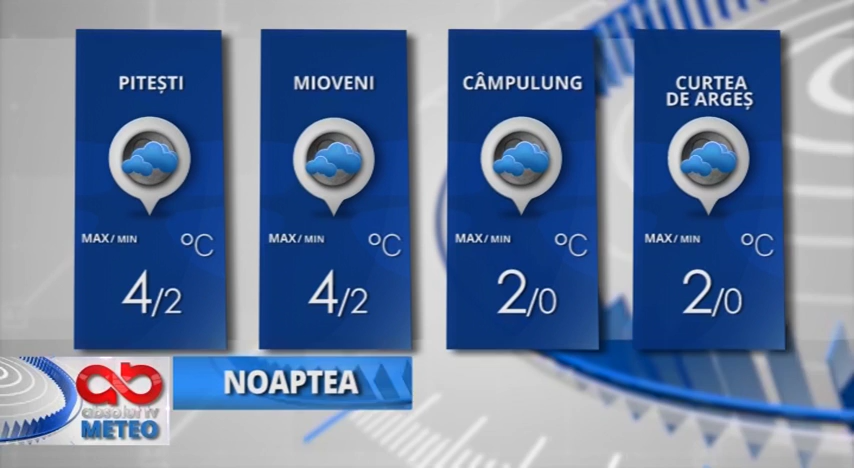 PITEȘTI
MAX/ MIN
°C
4/2
MIOVENI
MAX/ MIN
°C
4/2
CÂMPULUNG
MAX/ MIN
°C
2/0
CURTEA
DE ARGEȘ
MAX/ MIN
°C
2/0
ab
absolut tv
METEO
NOAPTEA